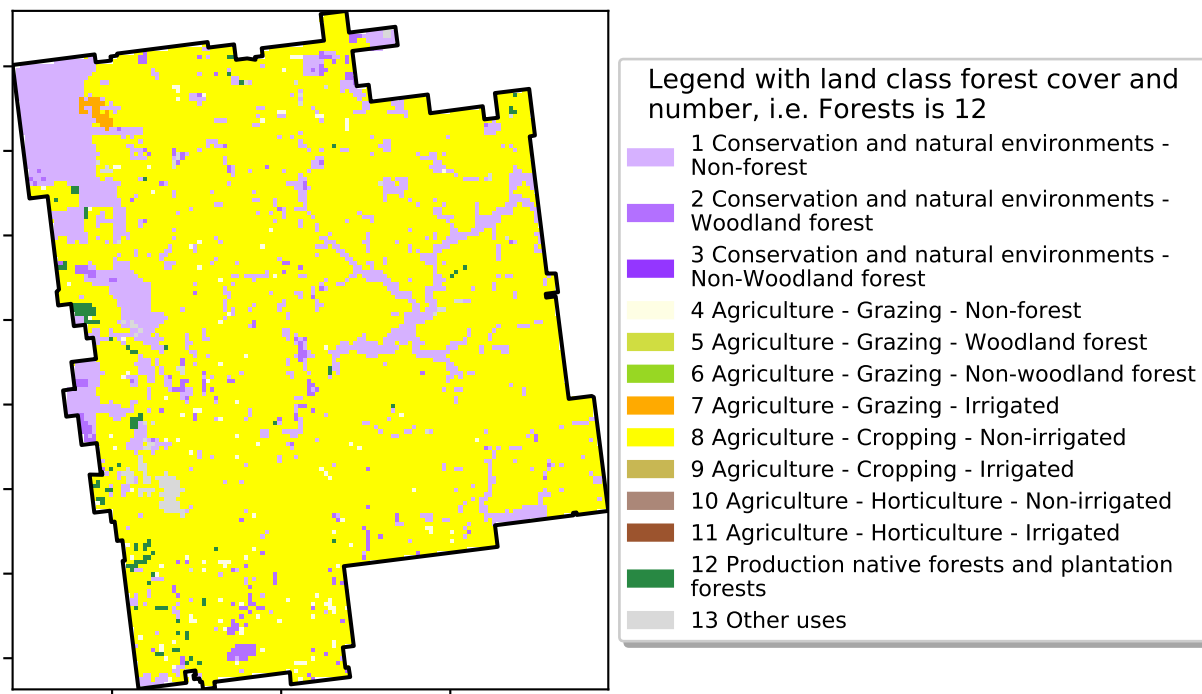 Legend with land class forest cover and
number, i.e. Forests is 12
1 Conservation and natural environments -
Non-forest
2 Conservation and natural environments -
Woodland forest
3 Conservation and natural environments -
Non-Woodland forest
4 Agriculture - Grazing - Non-forest
5 Agriculture - Grazing - Woodland forest
6 Agriculture - Grazing - Non-woodland forest
7 Agriculture - Grazing - Irrigated
8 Agriculture - Cropping - Non-irrigated
9 Agriculture - Cropping - Irrigated
10 Agriculture - Horticulture - Non-irrigated
11 Agriculture - Horticulture - Irrigated
12 Production native forests and plantation
forests
13 Other uses